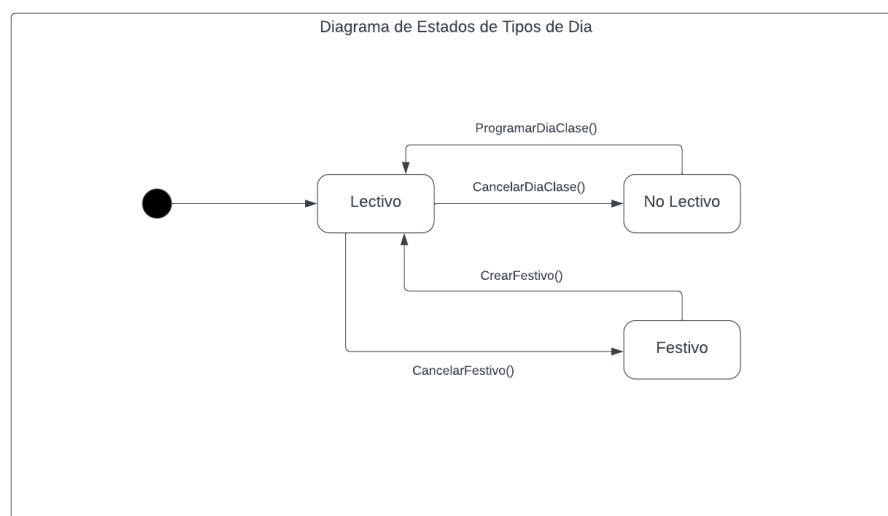 Diagrama de Estados de Tipos de Dia
ProgramarDiaClase()
Lectivo
CancelarDiaClase()
No Lectivo
CrearFestivo()
Festivo
CancelarFestivo()